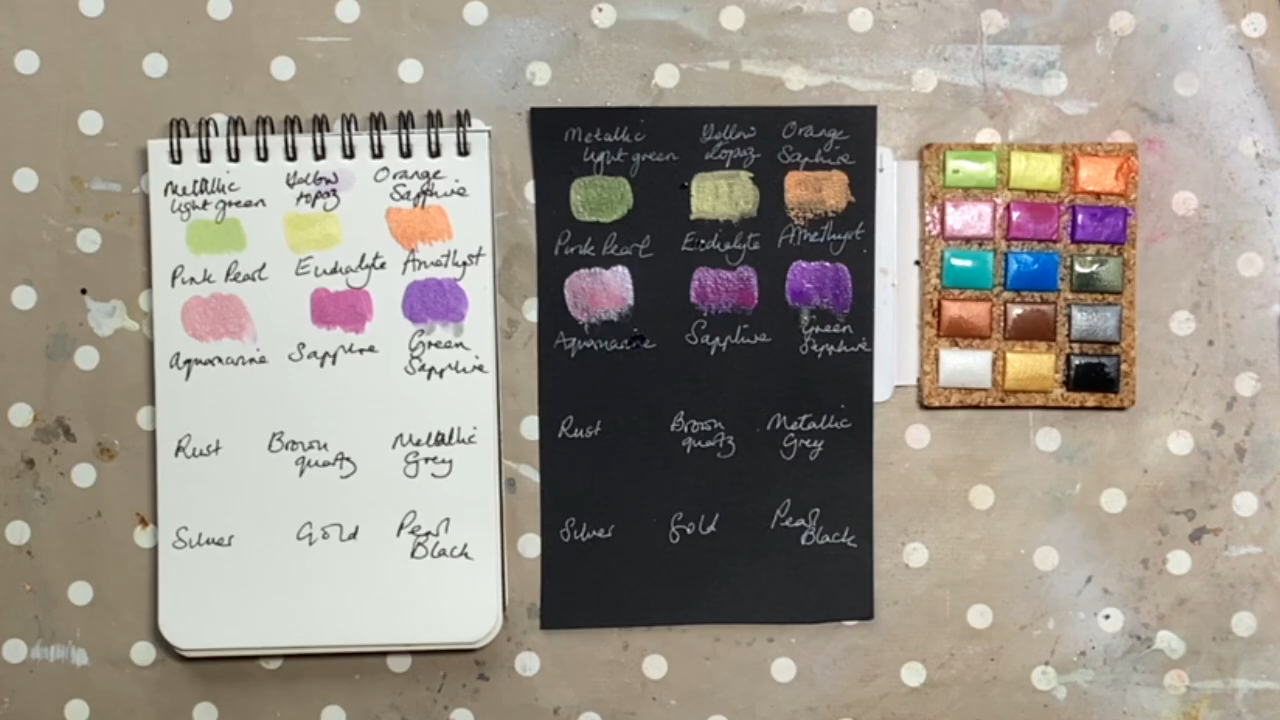 Metallic light green
Yellow topaz
Orange Sapphire
Pink Pearl
Eudialyte
Amethyst
Aquamarine
Sapphire
Green Sapphire
Rust
Brown quartz
Metallic Grey
Silver
Gold
Pearl Black
Metallic light green
Yellow topaz
Orange Saphire
Pink Pearl
Eudialyte
Amethyst
Aquamarine
Sapphire
Green Sapphire
Rust
Brown quartz
Metallic Grey
Silver
Gold
Pearl Black